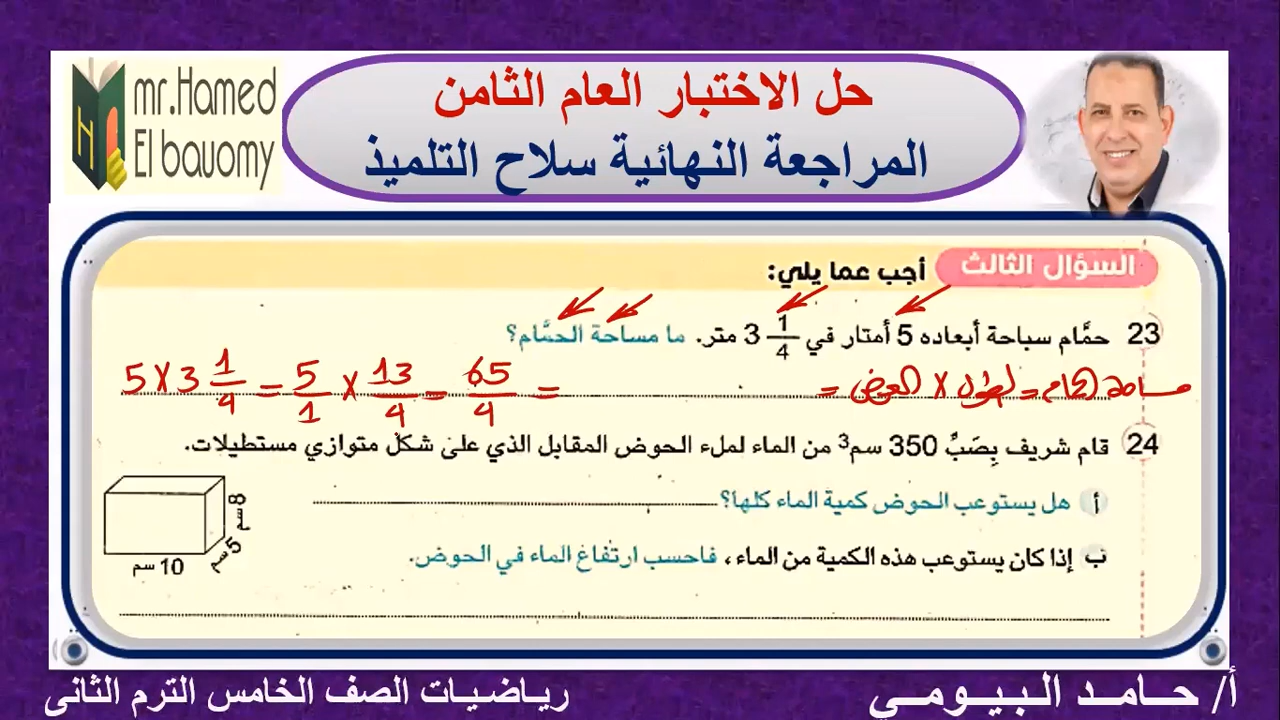 mr.Hamed
El bauomy
حل الاختبار العام الثامن
المراجعة النهائية سلاح التلميذ
السؤال الثالث أجب عما يلي:
23 حمَّام سباحة أبعاده 5 أمتار في 3 1/4 متر. ما مساحة الحمَّام؟
مساحة الحمام = الطول × العرض =
5 × 3 1/4 = 5/1 × 13/4 = 65/4 =
24 قام شريف بِصَبِّ 350 سم³ من الماء لملء الحوض المقابل الذي على شكل متوازي مستطيلات.
أ هل يستوعب الحوض كمية الماء كلها؟
ب إذا كان يستوعب هذه الكمية من الماء، فاحسب ارتفاع الماء في الحوض.
8 سم
5 سم
10 سم
أ/ حامد البيومي
رياضيات الصف الخامس الترم الثانى